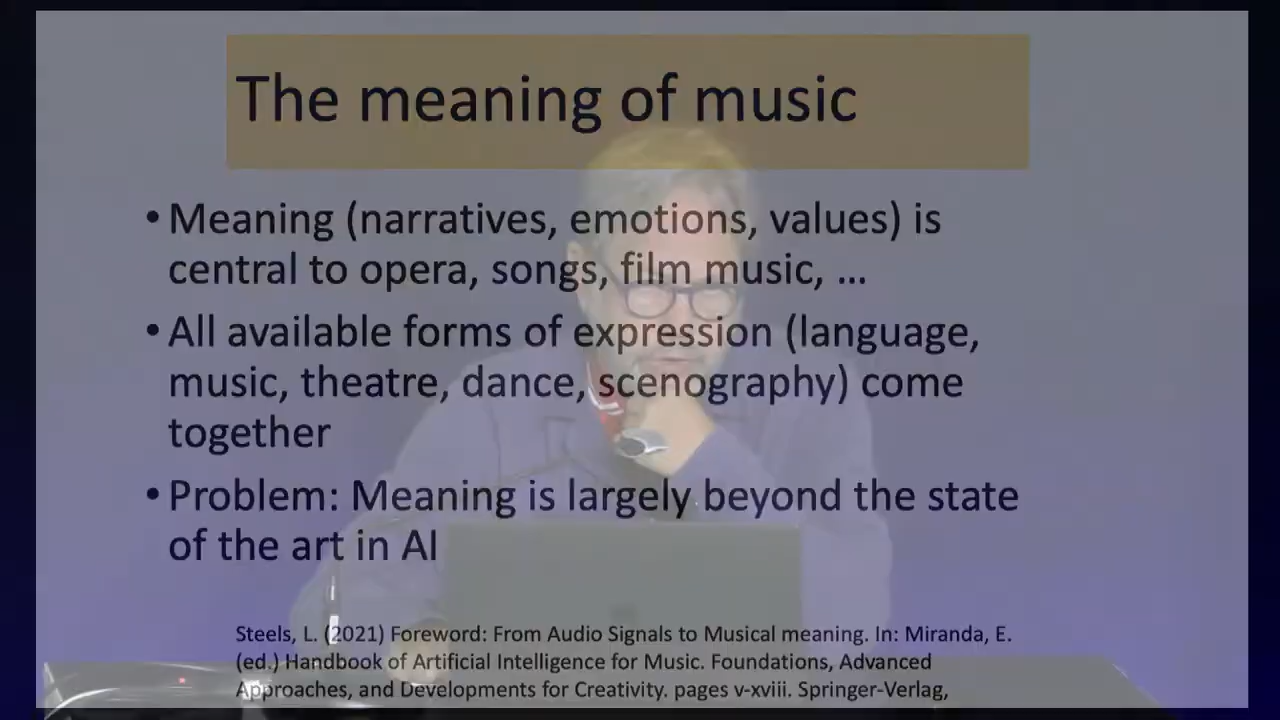 The meaning of music
• Meaning (narratives, emotions, values) is
central to opera, songs, film music, ...
• All available forms of expression (language,
music, theatre, dance, scenography) come
together
• Problem: Meaning is largely beyond the state
of the art in AI
Steels, L. (2021) Foreword: From Audio Signals to Musical meaning. In: Miranda, E.
(ed.) Handbook of Artificial Intelligence for Music. Foundations, Advanced
Approaches, and Developments for Creativity. pages v-xviii. Springer-Verlag,